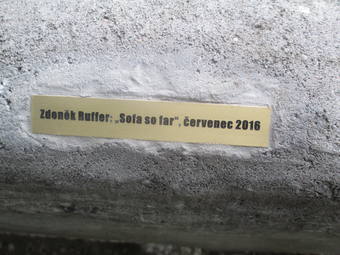 Zdeněk Ruffer: „Sofa so far“, červenec 2016